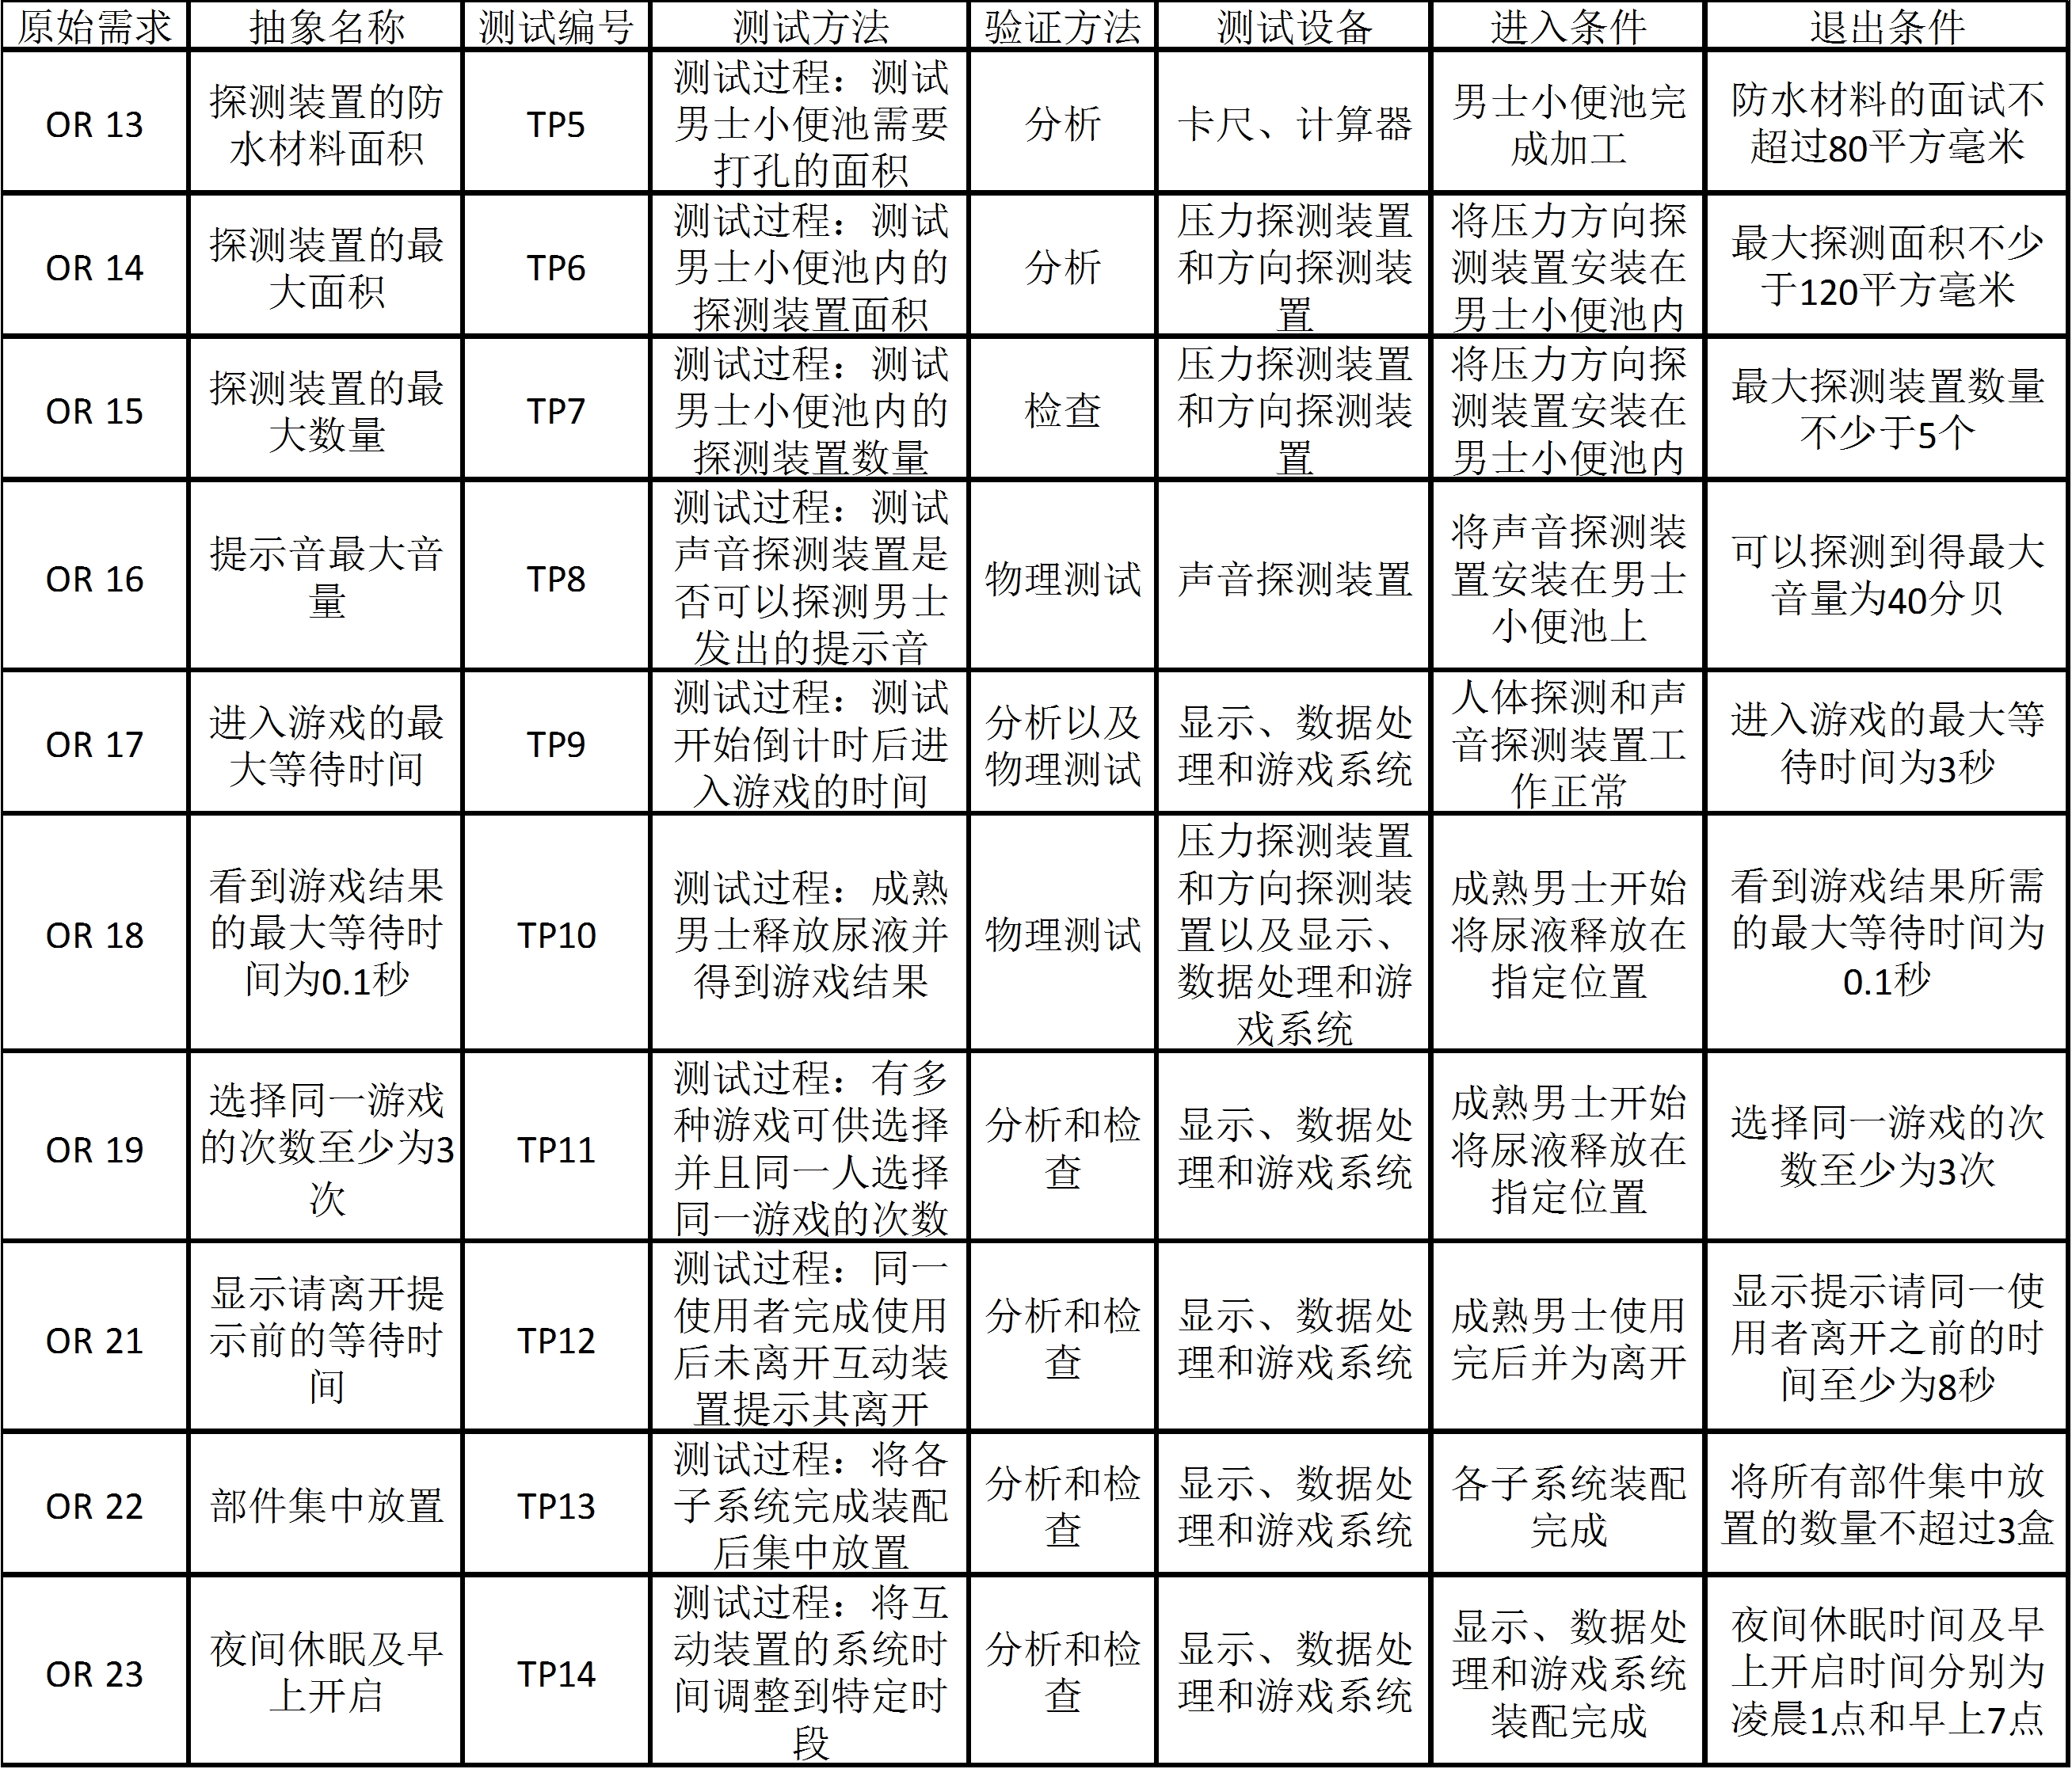 原始需求 抽象名称 测试编号 测试方法 验证方法 测试设备 进入条件 退出条件
OR 13
探测装置的防
水材料面积
TP5
测试过程：测试
男士小便池需要
打孔的面积
分析
卡尺、计算器
男士小便池完
成加工
防水材料的面试不
超过80平方毫米
OR 14
探测装置的最
大面积
TP6
测试过程：测试
男士小便池内的
探测装置面积
分析
压力探测装置
和方向探测装
置
将压力方向探
测装置安装在
男士小便池内
最大探测面积不少
于120平方毫米
OR 15
探测装置的最
大数量
TP7
测试过程：测试
男士小便池内的
探测装置数量
检查
压力探测装置
和方向探测装
置
将压力方向探
测装置安装在
男士小便池内
最大探测装置数量
不少于5个
OR 16
提示音最大音
量
TP8
测试过程：测试
声音探测装置是
否可以探测男士
发出的提示音
物理测试
声音探测装置
将声音探测装
置安装在男士
小便池上
可以探测到得最大
音量为40分贝
OR 17
进入游戏的最
大等待时间
TP9
测试过程：测试
开始倒计时后进
入游戏的时间
分析以及
物理测试
显示、数据处
理和游戏系统
人体探测和声
音探测装置工
作正常
进入游戏的最大等
待时间为3秒
OR 18
看到游戏结果
的最大等待时
间为0.1秒
TP10
测试过程：成熟
男士释放尿液并
得到游戏结果
物理测试
压力探测装置
和方向探测装
置以及显示、
数据处理和游
戏系统
成熟男士开始
将尿液释放在
指定位置
看到游戏结果所需
的最大等待时间为
0.1秒
OR 19
选择同一游戏
的次数至少为3
次
TP11
测试过程：有多
种游戏可供选择
并且同一人选择
同一游戏的次数
分析和检
查
显示、数据处
理和游戏系统
成熟男士开始
将尿液释放在
指定位置
选择同一游戏的次
数至少为3次
OR 21
显示请离开提
示前的等待时
间
TP12
测试过程：同一
使用者完成使用
后未离开互动装
置提示其离开
分析和检
查
显示、数据处
理和游戏系统
成熟男士使用
完后并为离开
显示提示请同一使
用者离开之前的时
间至少为8秒
OR 22
部件集中放置
TP13
测试过程：将各
子系统完成装配
后集中放置
分析和检
查
显示、数据处
理和游戏系统
各子系统装配
完成
将所有部件集中放
置的数量不超过3盒
OR 23
夜间休眠及早
上开启
TP14
测试过程：将互
动装置的系统时
间调整到特定时
段
分析和检
查
显示、数据处
理和游戏系统
显示、数据处
理和游戏系统
装配完成
夜间休眠时间及早
上开启时间分别为
凌晨1点和早上7点